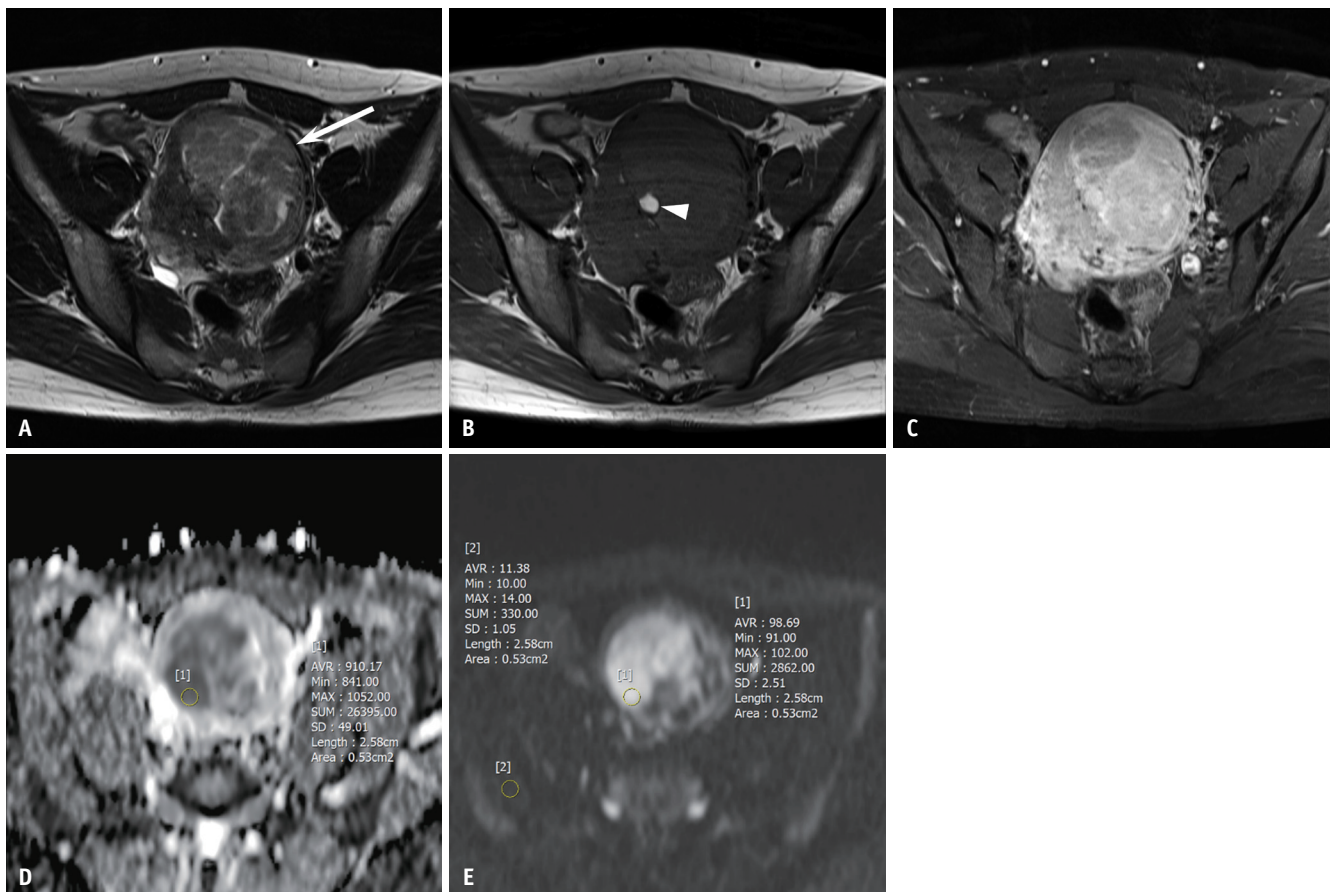 A
B
C
[1]
[1]
AVR : 910.17
Min : 841.00
MAX : 1052.00
SUM : 26395.00
SD : 49.01
Length : 2.58cm
Area : 0.53cm2
D
[2]
AVR : 11.38
Min : 10.00
MAX : 14.00
SUM : 330.00
SD : 1.05
Length : 2.58cm
Area : 0.53cm2
[1]
AVR : 98.69
Min : 91.00
MAX : 102.00
SUM : 2862.00
SD : 2.51
Length : 2.58cm
Area : 0.53cm2
[1]
[2]
E